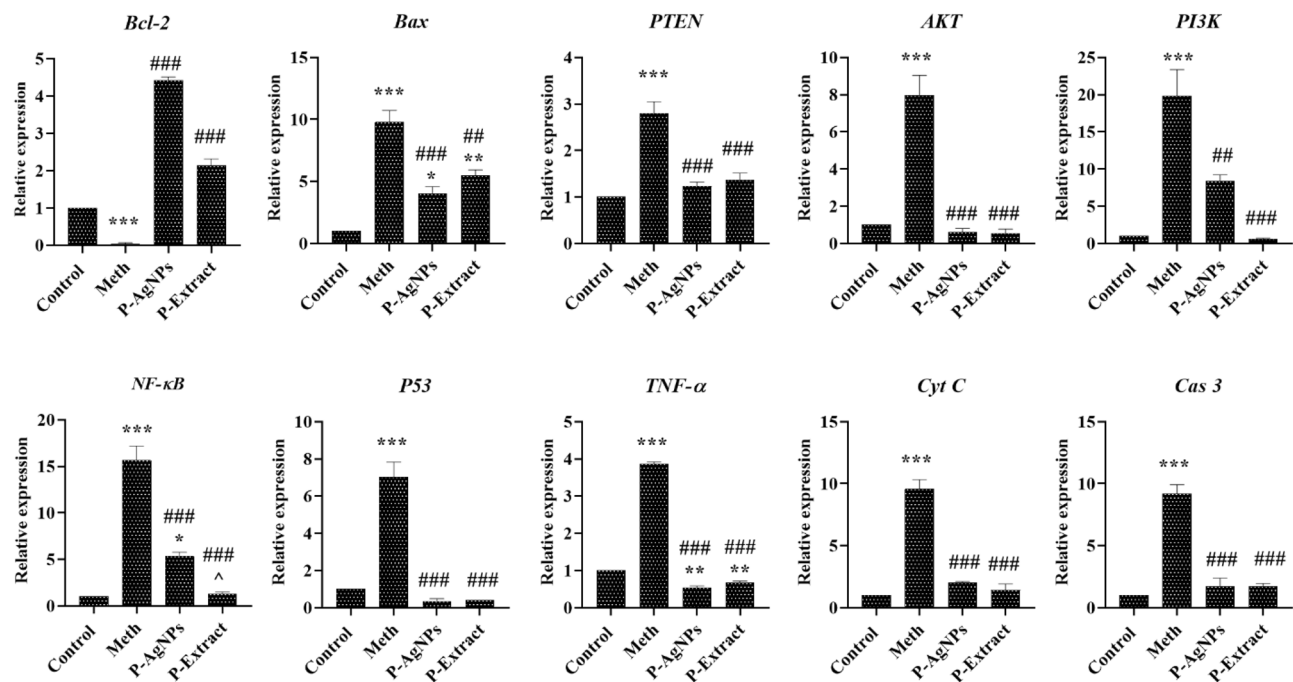 Bcl-2
Relative expression
5
4
3
2
1
0
###
###
***
Control
Meth
P-AgNPs
P-Extract
Bax
Relative expression
15
10
5
0
***
###
*
##
**
Control
Meth
P-AgNPs
P-Extract
PTEN
Relative expression
4
3
2
1
0
***
###
###
Control
Meth
P-AgNPs
P-Extract
AKT
Relative expression
10
8
6
4
2
0
***
###
###
Control
Meth
P-AgNPs
P-Extract
PI3K
Relative expression
25
20
15
10
5
0
***
##
###
Control
Meth
P-AgNPs
P-Extract
NF-κB
Relative expression
20
15
10
5
0
***
###
*
###
^
Control
Meth
P-AgNPs
P-Extract
P53
Relative expression
10
8
6
4
2
0
***
###
###
Control
Meth
P-AgNPs
P-Extract
TNF-α
Relative expression
5
4
3
2
1
0
***
###
**
###
**
Control
Meth
P-AgNPs
P-Extract
Cyt C
Relative expression
15
10
5
0
***
###
###
Control
Meth
P-AgNPs
P-Extract
Cas 3
Relative expression
15
10
5
0
***
###
###
Control
Meth
P-AgNPs
P-Extract